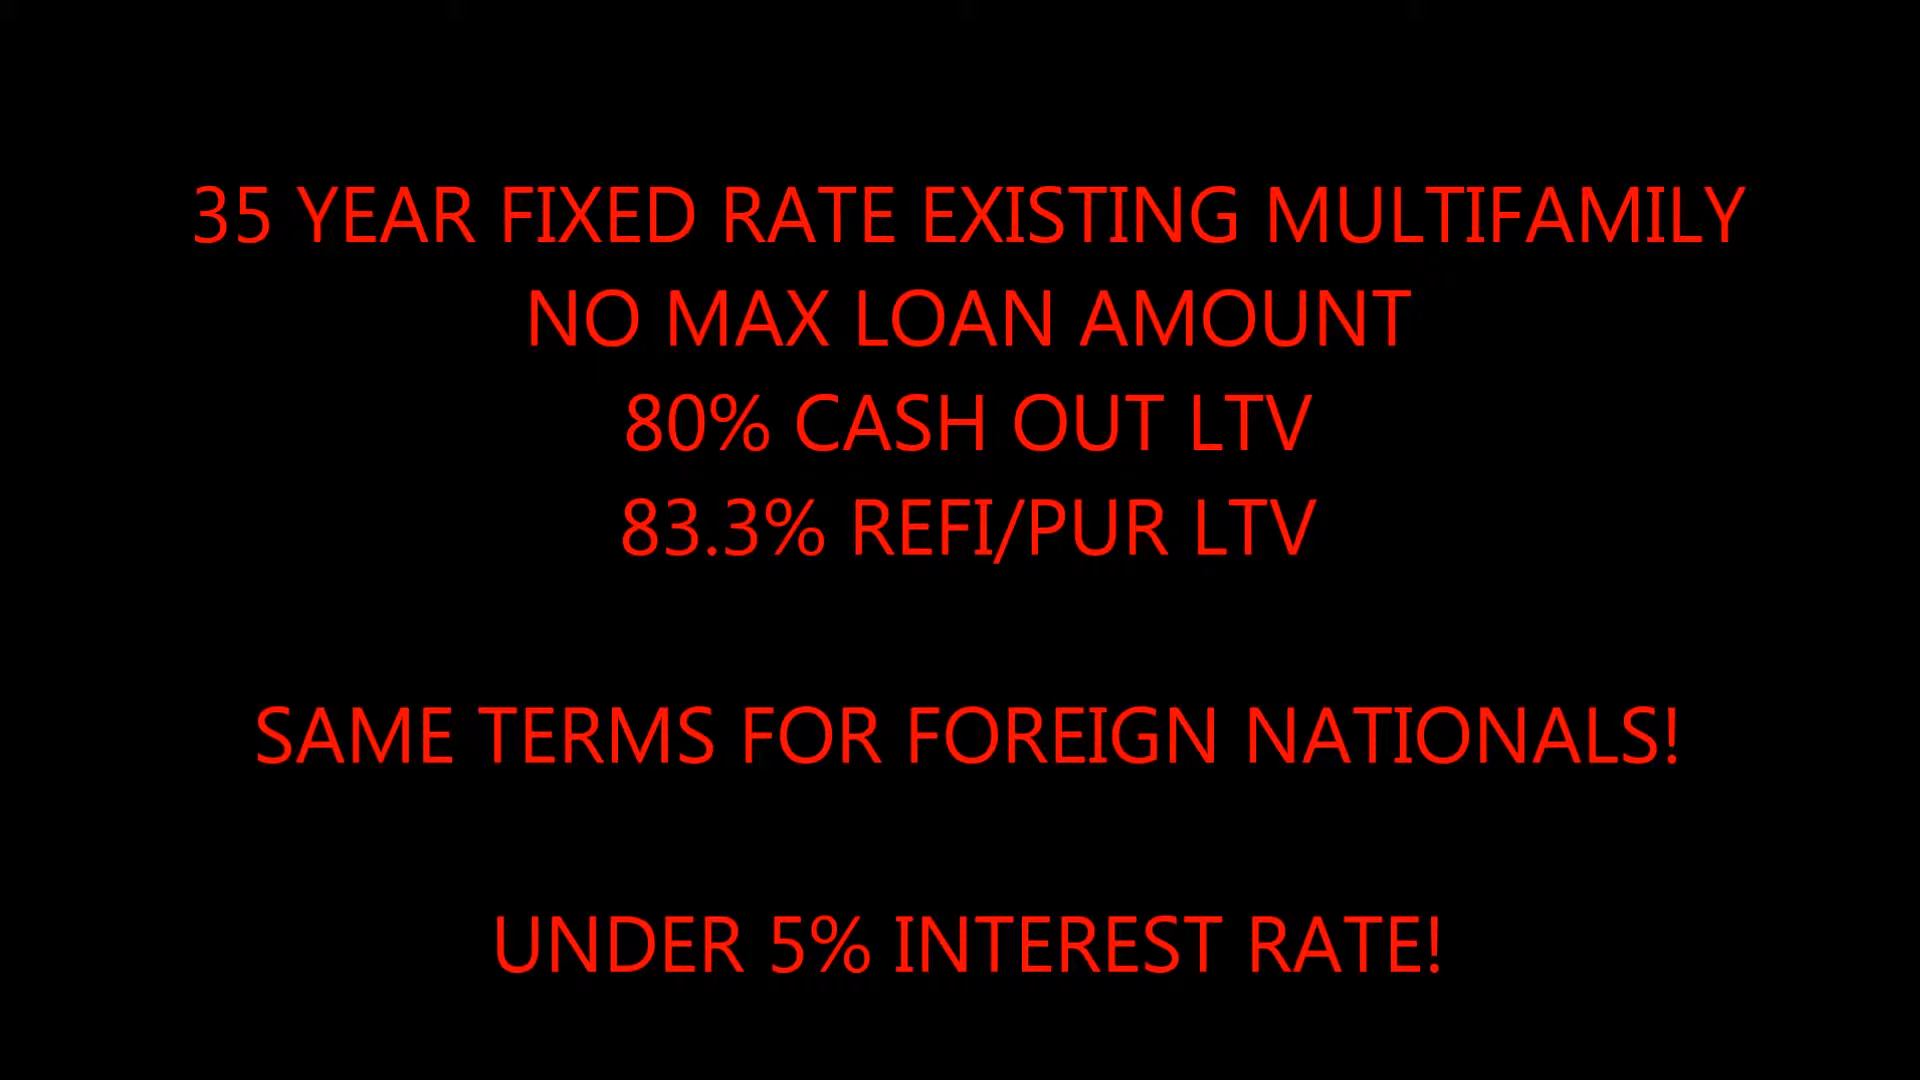 35 YEAR FIXED RATE EXISTING MULTIFAMILY
NO MAX LOAN AMOUNT
80% CASH OUT LTV
83.3% REFI/PUR LTV
SAME TERMS FOR FOREIGN NATIONALS!
UNDER 5% INTEREST RATE!